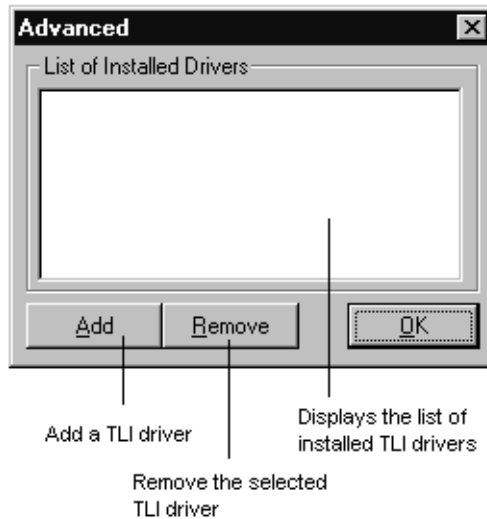 Advanced
List of Installed Drivers
Add
Remove
OK
Add a TLI driver
Displays the list of
installed TLI drivers
Remove the selected
TLI driver